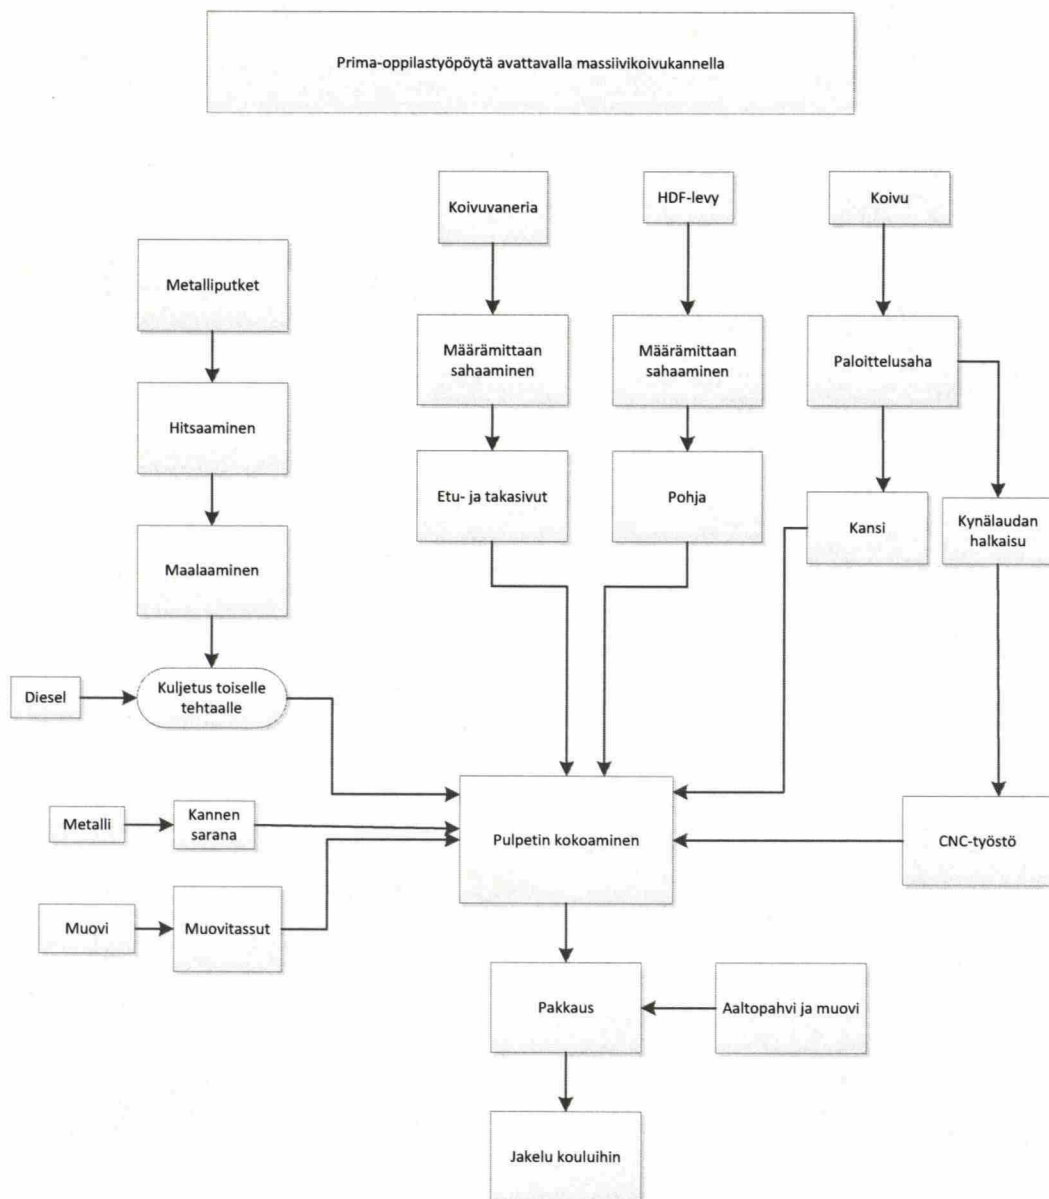 Prima-oppilastyöpöytä avattavalla massiivikoivukannella
Koivuvaneria
HDF-levy
Koivu
Metalliputket
Määrämittaan
sahaaminen
Määrämittaan
sahaaminen
Paloittelusaha
Hitsaaminen
Etu- ja takasivut
Pohja
Kansi
Kynälaudan
halkaisu
Maalaaminen
Diesel
Kuljetus toiselle
tehtaalle
Metalli
Kannen
sarana
Pulpetin kokoaminen
CNC-työstö
Muovi
Muovitassut
Pakkaus
Aaltopahvi ja muovi
Jakelu kouluihin